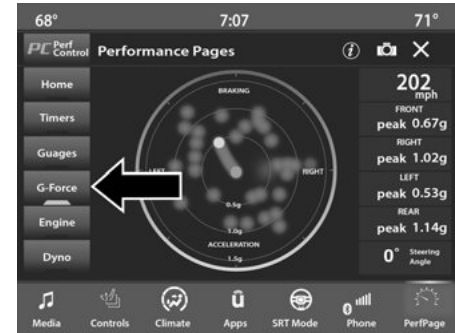 68°
7:07
71°
PC Perf Control
Performance Pages
i
Home
Timers
Guages
G-Force
Engine
Dyno
BRAKING
LEFT
RIGHT
0.5g
1.0g
ACCELERATION
1.5g
202
mph
FRONT
peak 0.67g
RIGHT
peak 1.02g
LEFT
peak 0.53g
REAR
peak 1.14g
0° Steering Angle
Media
Controls
Climate
Apps
SRT Mode
0
Phone
PerfPage